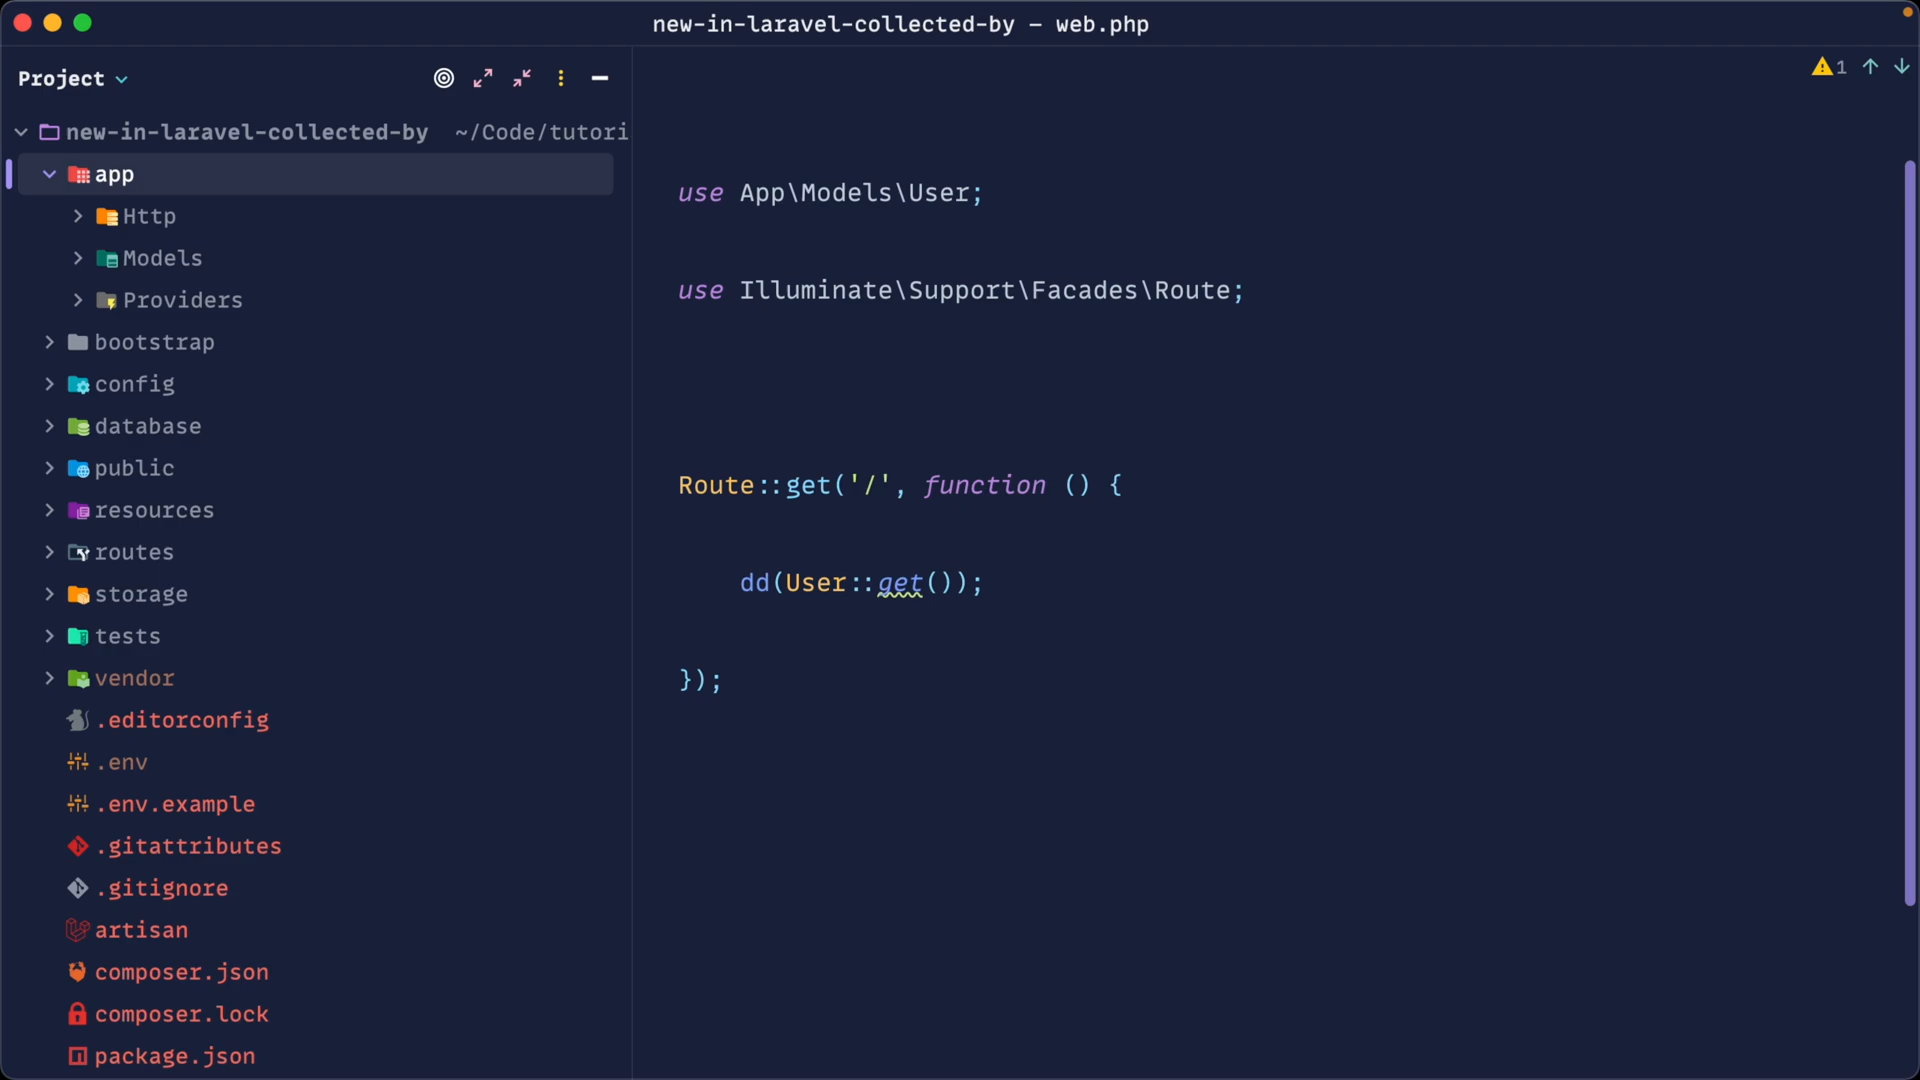 new-in-laravel-collected-by – web.php
Project
new-in-laravel-collected-by ~/Code/tutori
app
Http
Models
Providers
bootstrap
config
database
public
resources
routes
storage
tests
vendor
.editorconfig
.env
.env.example
.gitattributes
.gitignore
artisan
composer.json
composer.lock
package.json
1
use App\Models\User;
use Illuminate\Support\Facades\Route;
Route::get('/', function () {
    dd(User::get());
});